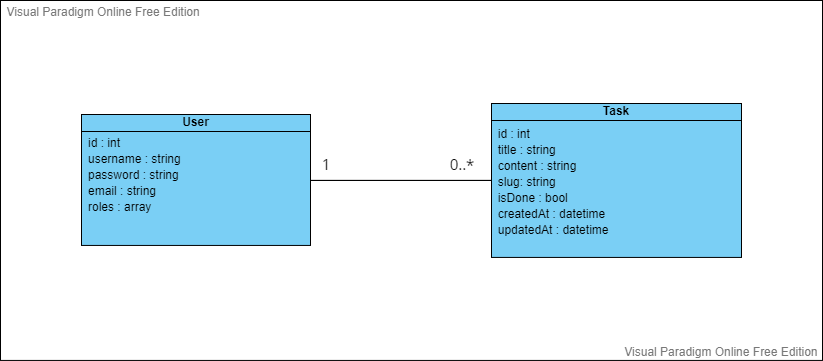 Visual Paradigm Online Free Edition
User
id : int
username : string
password : string
email : string
roles : array
1
0..*
Task
id : int
title : string
content : string
slug: string
isDone : bool
createdAt : datetime
updatedAt : datetime
Visual Paradigm Online Free Edition